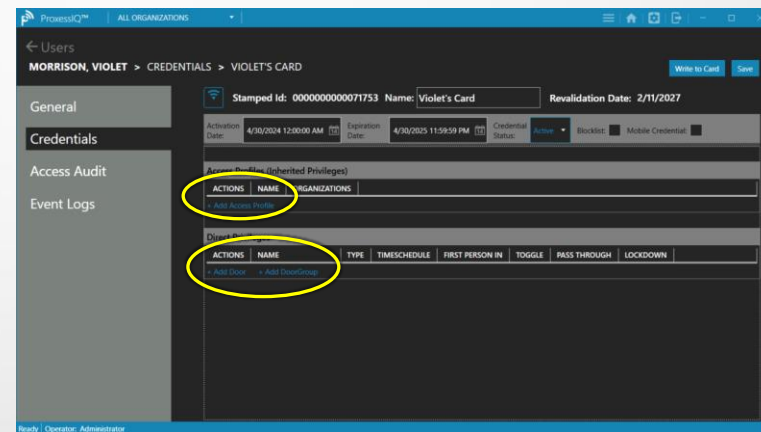 ProxessIQ™ ALL ORGANIZATIONS
Users
MORRISON, VIOLET > CREDENTIALS > VIOLET'S CARD
Write to Card Save
General
Credentials
Access Audit
Event Logs
Stamped Id: 0000000000071753 Name: Violet's Card Revalidation Date: 2/11/2027
Activation Date: 4/30/2024 12:00:00 AM Expiration Date: 4/30/2025 11:59:59 PM Credential Status: Active Blocklist: Mobile Credential:
Access Profiles (Inherited Privileges)
ACTIONS NAME ORGANIZATIONS
+ Add Access Profile
Direct Privileges
ACTIONS NAME TYPE TIMESCHEDULE FIRST PERSON IN TOGGLE PASS THROUGH LOCKDOWN
+ Add Door + Add DoorGroup
Ready Operator: Administrator